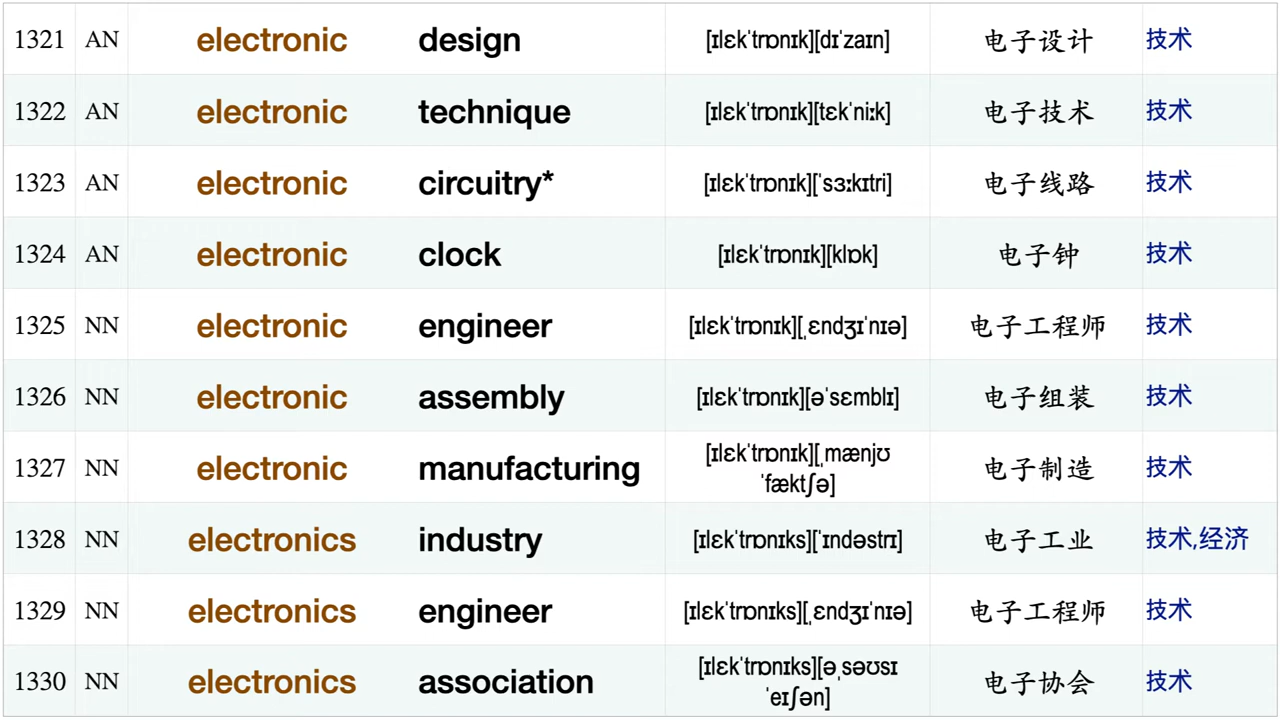 1321 AN electronic design [ɪlɛkˈtrɒnɪk][dɪˈzaɪn] 电子设计 技术
1322 AN electronic technique [ɪlɛkˈtrɒnɪk][tɛkˈniːk] 电子技术 技术
1323 AN electronic circuitry* [ɪlɛkˈtrɒnɪk][ˈsɜːkɪtri] 电子线路 技术
1324 AN electronic clock [ɪlɛkˈtrɒnɪk][klɒk] 电子钟 技术
1325 NN electronic engineer [ɪlɛkˈtrɒnɪk][ˌɛndʒɪˈnɪə] 电子工程师 技术
1326 NN electronic assembly [ɪlɛkˈtrɒnɪk][əˈsɛmblɪ] 电子组装 技术
1327 NN electronic manufacturing [ɪlɛkˈtrɒnɪk][ˌmænjʊ
ˈfæktʃə] 电子制造 技术
1328 NN electronics industry [ɪlɛkˈtrɒnɪks][ˈɪndəstrɪ] 电子工业 技术,经济
1329 NN electronics engineer [ɪlɛkˈtrɒnɪks][ˌɛndʒɪˈnɪə] 电子工程师 技术
1330 NN electronics association [ɪlɛkˈtrɒnɪks][əˌsəʊsɪ
ˈeɪʃən] 电子协会 技术